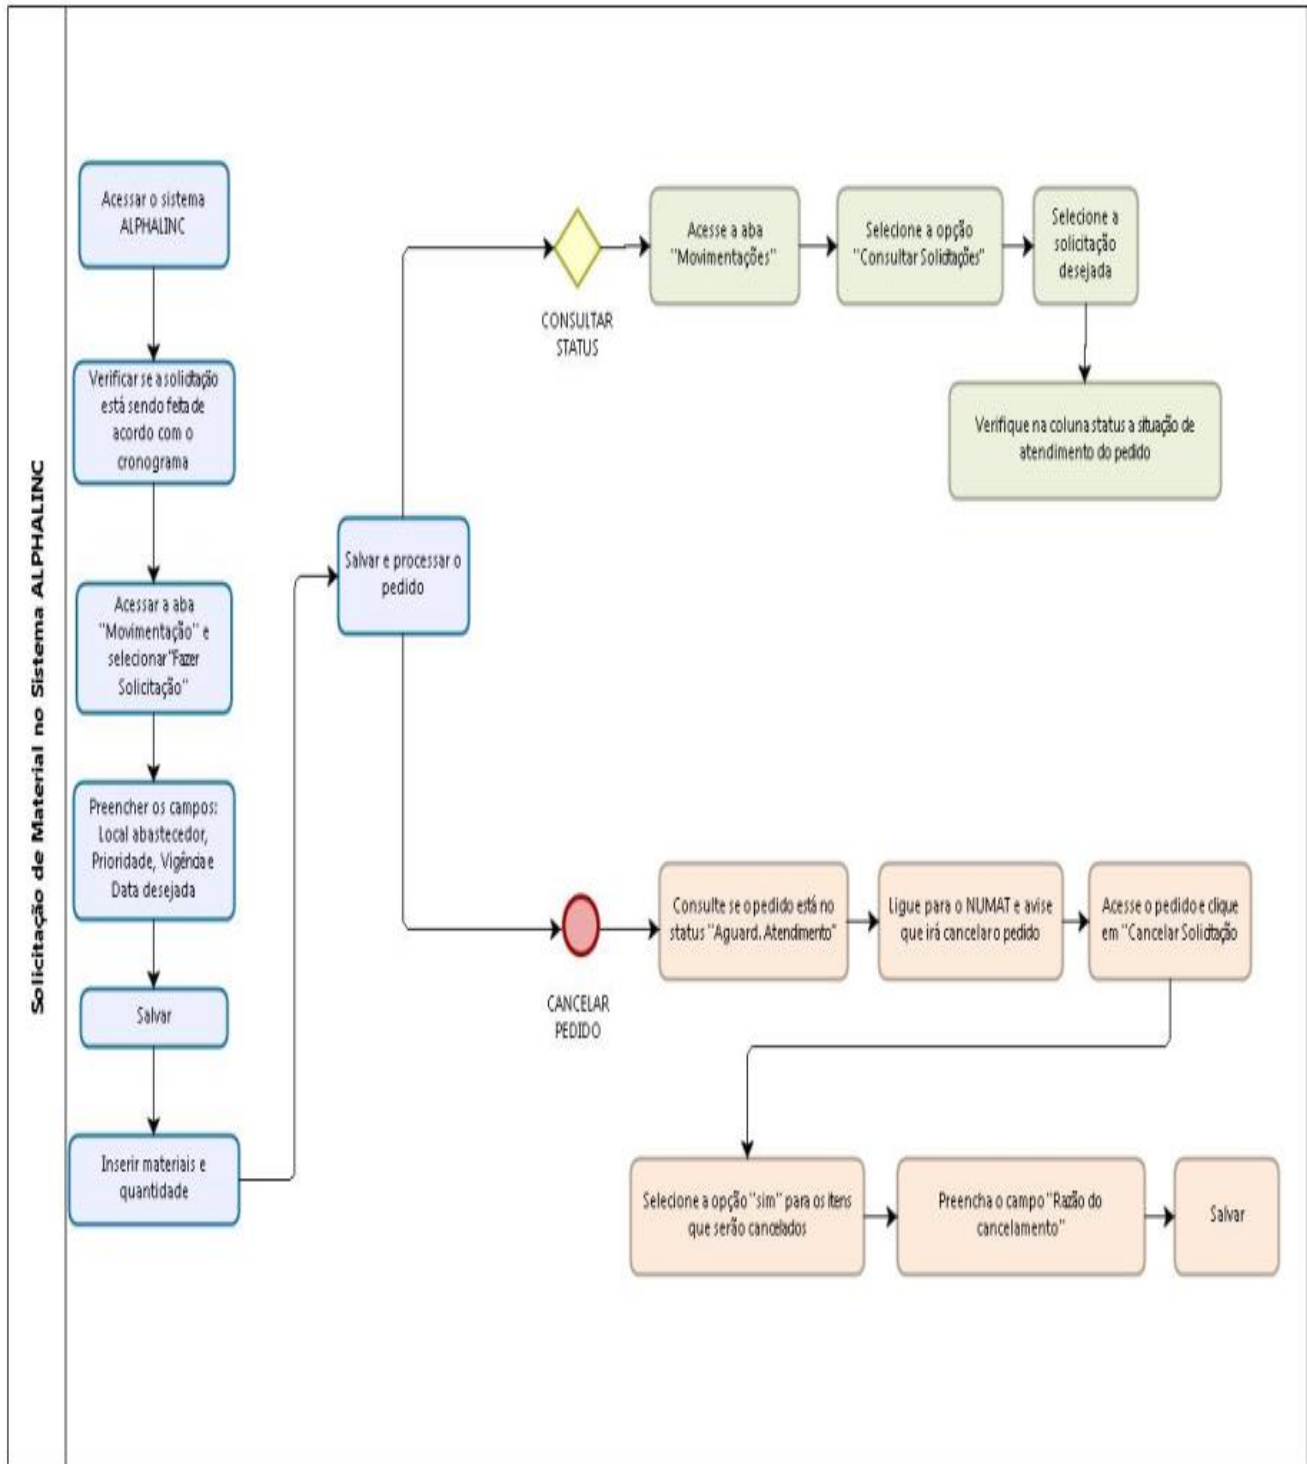 Solicitação de Material no Sistema ALPHALINC
Acessar o sistema
ALPHALINC
Verificar se a solicitação
está sendo feita de
acordo com o
cronograma
Acessar a aba
"Movimentação" e
selecionar "Fazer
Solicitação"
Preencher os campos:
Local abastecedor,
Prioridade, Vigência e
Data desejada
Salvar
Inserir materiais e
quantidade
Salvar e processar o
pedido
CONSULTAR
STATUS
Acesse a aba
"Movimentações"
Selecione a opção
"Consultar Solicitações"
Selecione a
solicitação
desejada
Verifique na coluna status a situação de
atendimento do pedido
CANCELAR
PEDIDO
Consulte se o pedido está no
status "Aguard. Atendimento"
Ligue para o NUMAT e avise
que irá cancelar o pedido
Acesse o pedido e clique
em "Cancelar Solicitação
Selecione a opção "sim" para os itens
que serão cancelados
Preencha o campo "Razão do
cancelamento"
Salvar